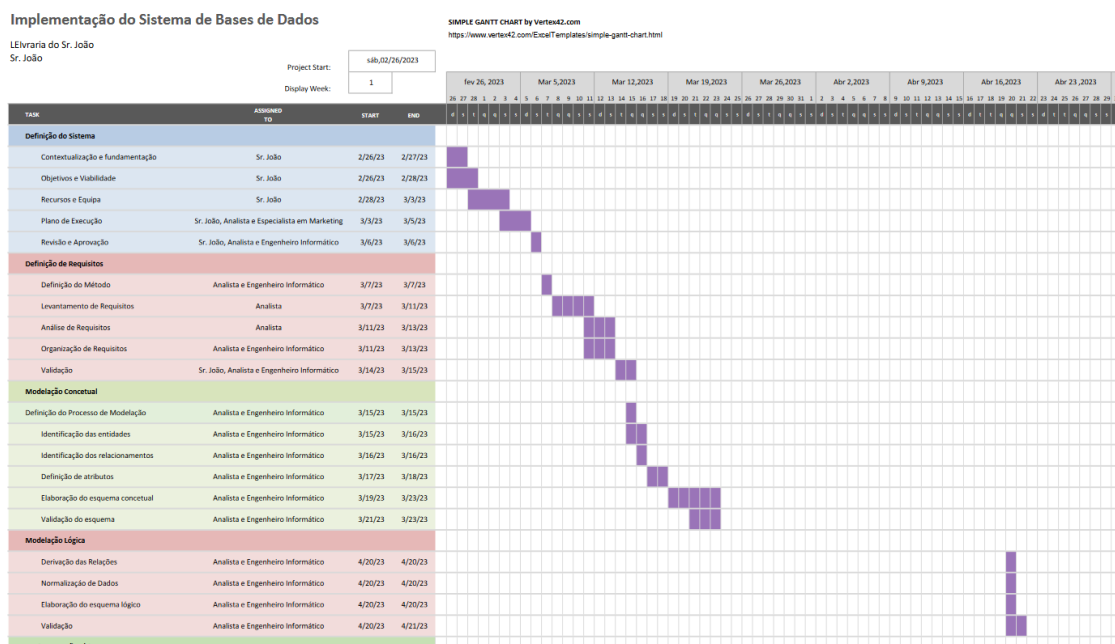 Implementação do Sistema de Bases de Dados
SIMPLE GANTT CHART by Vertex42.com
https://www.vertex42.com/ExcelTemplates/simple-gantt-chart.html
LEIvraria do Sr. João
Sr. João
Project Start: sáb,02/26/2023
Display Week: 1
fev 26, 2023 Mar 5,2023 Mar 12,2023 Mar 19,2023 Mar 26,2023 Abr 2,2023 Abr 9,2023 Abr 16,2023 Abr 23 ,2023
26 27 28 1 2 3 4 5 6 7 8 9 10 11 12 13 14 15 16 17 18 19 20 21 22 23 24 25 26 27 28 29 30 31 1 2 3 4 5 6 7 8 9 10 11 12 13 14 15 16 17 18 19 20 21 22 23 24 25 26 27 28 29
TASK ASSIGNED TO START END
d s t q q s s d s t q q s s d s t q q s s d s t q q s s d s t q q s s d s t q q s s d s t q q s s d s t q q s s
Definição do Sistema
Contextualização e fundamentação Sr. João 2/26/23 2/27/23
Objetivos e Viabilidade Sr. João 2/26/23 2/28/23
Recursos e Equipa Sr. João 2/28/23 3/3/23
Plano de Execução Sr. João, Analista e Especialista em Marketing 3/3/23 3/5/23
Revisão e Aprovação Sr. João, Analista e Engenheiro Informático 3/6/23 3/6/23
Definição de Requisitos
Definição do Método Analista e Engenheiro Informático 3/7/23 3/7/23
Levantamento de Requisitos Analista 3/7/23 3/11/23
Análise de Requisitos Analista 3/11/23 3/13/23
Organização de Requisitos Analista e Engenheiro Informático 3/11/23 3/13/23
Validação Sr. João, Analista e Engenheiro Informático 3/14/23 3/15/23
Modelação Concetual
Definição do Processo de Modelação Analista e Engenheiro Informático 3/15/23 3/15/23
Identificação das entidades Analista e Engenheiro Informático 3/15/23 3/16/23
Identificação dos relacionamentos Analista e Engenheiro Informático 3/16/23 3/16/23
Definição de atributos Analista e Engenheiro Informático 3/17/23 3/18/23
Elaboração do esquema concetual Analista e Engenheiro Informático 3/19/23 3/23/23
Validação do esquema Analista e Engenheiro Informático 3/21/23 3/23/23
Modelação Lógica
Derivação das Relações Analista e Engenheiro Informático 4/20/23 4/20/23
Normalização de Dados Analista e Engenheiro Informático 4/20/23 4/20/23
Elaboração do esquema lógico Analista e Engenheiro Informático 4/20/23 4/20/23
Validação Analista e Engenheiro Informático 4/20/23 4/21/23